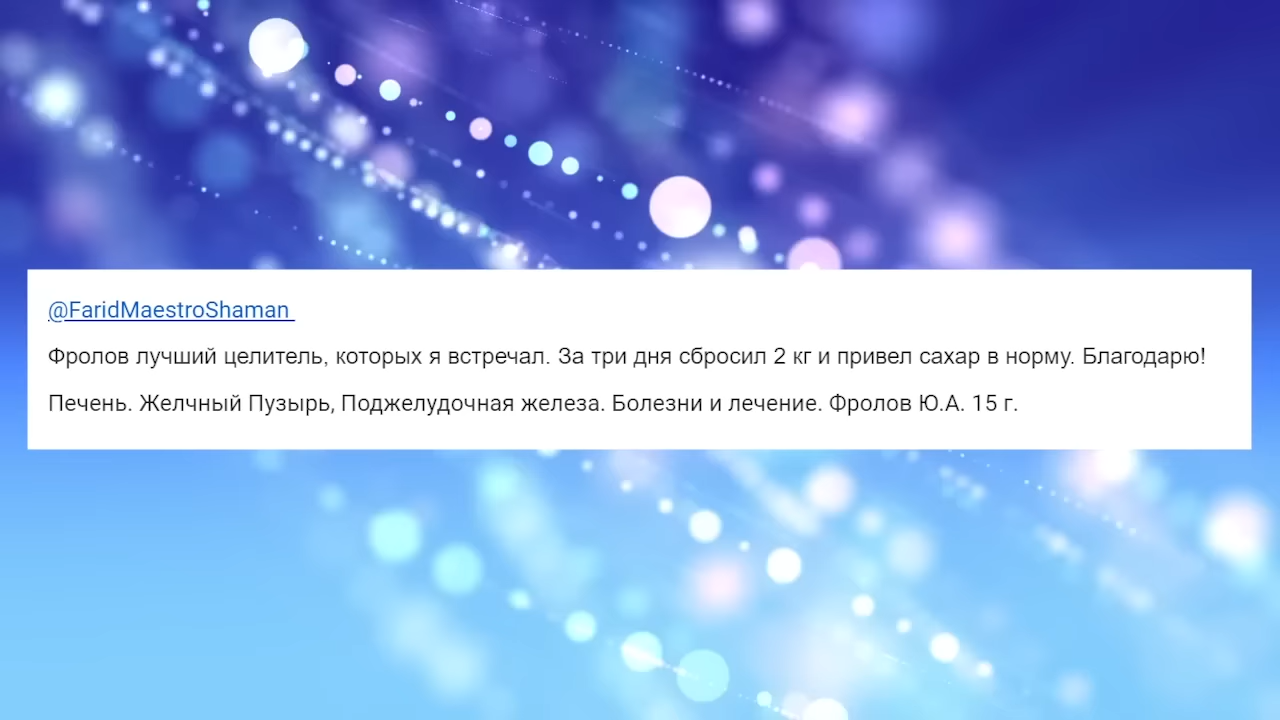 @FaridMaestroShaman
Фролов лучший целитель, которых я встречал. За три дня сбросил 2 кг и привел сахар в норму. Благодарю!
Печень. Желчный Пузырь, Поджелудочная железа. Болезни и лечение. Фролов Ю.А. 15 г.